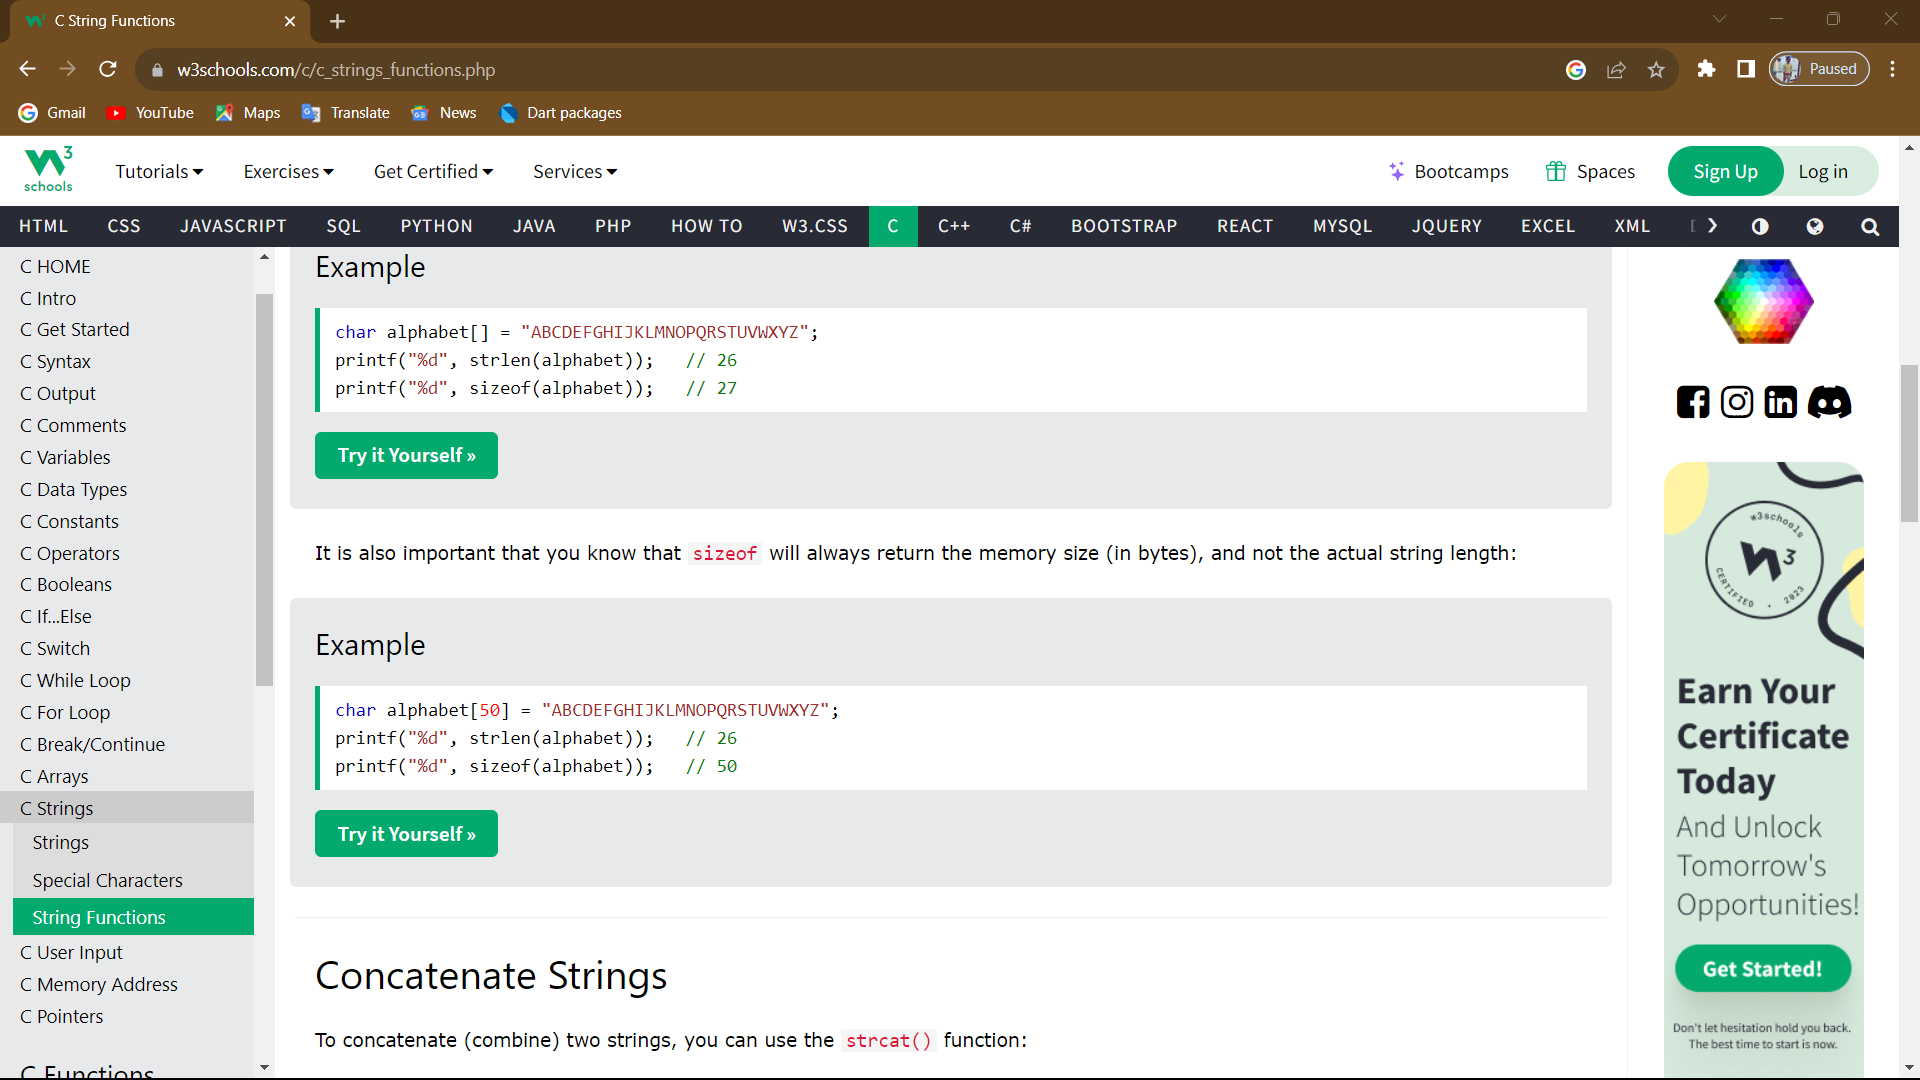 C String Functions
w3schools.com/c/c_strings_functions.php
Paused
Gmail
YouTube
Maps
Translate
News
Dart packages
3
schools
Tutorials
Exercises
Get Certified
Services
Bootcamps
Spaces
Sign Up
Log in
HTML CSS JAVASCRIPT SQL PYTHON JAVA PHP HOW TO W3.CSS C C++ C# BOOTSTRAP REACT MYSQL JQUERY EXCEL XML
C HOME
C Intro
C Get Started
C Syntax
C Output
C Comments
C Variables
C Data Types
C Constants
C Operators
C Booleans
C If...Else
C Switch
C While Loop
C For Loop
C Break/Continue
C Arrays
C Strings
Strings
Special Characters
String Functions
C User Input
C Memory Address
C Pointers
C Functions
Example
char alphabet[] = "ABCDEFGHIJKLMNOPQRSTUVWXYZ";
printf("%d", strlen(alphabet)); // 26
printf("%d", sizeof(alphabet)); // 27
Try it Yourself »
It is also important that you know that sizeof will always return the memory size (in bytes), and not the actual string length:
Example
char alphabet[50] = "ABCDEFGHIJKLMNOPQRSTUVWXYZ";
printf("%d", strlen(alphabet)); // 26
printf("%d", sizeof(alphabet)); // 50
Try it Yourself »
Concatenate Strings
To concatenate (combine) two strings, you can use the strcat() function:
w3schools
3
CERTIFIED . 2023
Earn Your
Certificate
Today
And Unlock
Tomorrow's
Opportunities!
Get Started!
Don't let hesitation hold you back.
The best time to start is now.